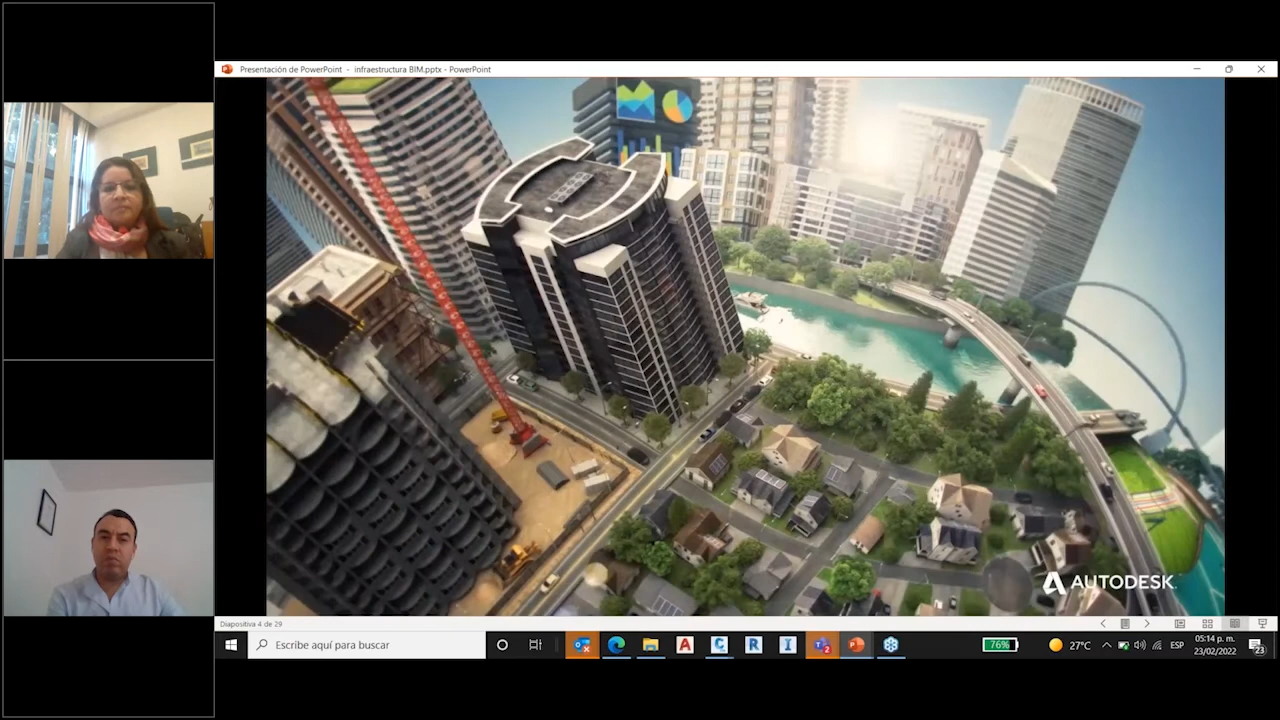 Presentación de PowerPoint - infraestructura BIM.pptx - PowerPoint
AUTODESK
Diapositiva 4 de 29
Escribe aquí para buscar
76%
27°C
ESP
05:14 p. m.
23/02/2022
23